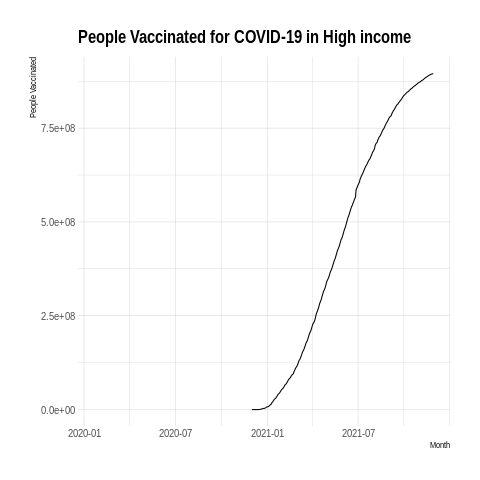 People Vaccinated for COVID-19 in High income
People Vaccinated
7.5e+08
5.0e+08
2.5e+08
0.0e+00
2020-01
2020-07
2021-01
2021-07
Month